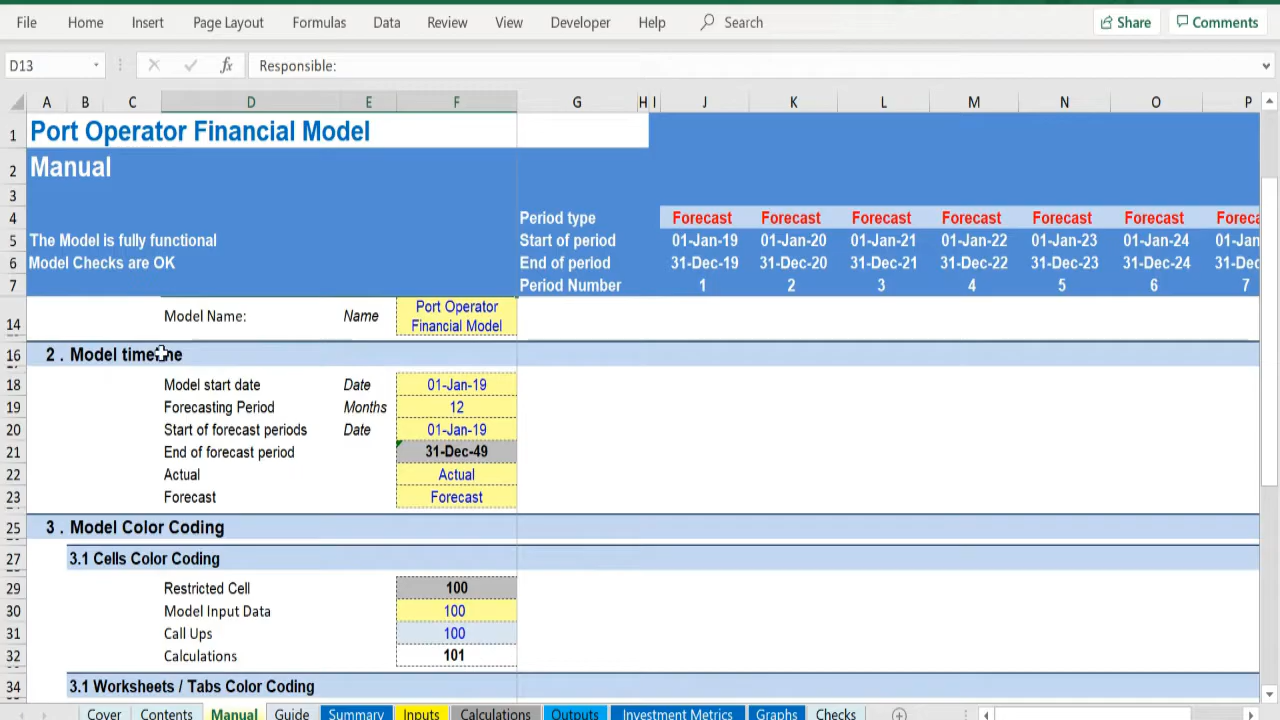 File Home Insert Page Layout Formulas Data Review View Developer Help Search Share Comments
D13 fx Responsible:
A B C D E F G H I J K L M N O P
1 Port Operator Financial Model
2 Manual
3
4 Period type Forecast Forecast Forecast Forecast Forecast Forecast Foreca
5 The Model is fully functional Start of period 01-Jan-19 01-Jan-20 01-Jan-21 01-Jan-22 01-Jan-23 01-Jan-24 01-Jan
6 Model Checks are OK End of period 31-Dec-19 31-Dec-20 31-Dec-21 31-Dec-22 31-Dec-23 31-Dec-24 31-Dec
7 Period Number 1 2 3 4 5 6 7
14 Model Name: Name Port Operator
Financial Model
16 2 . Model timeline
18 Model start date Date 01-Jan-19
19 Forecasting Period Months 12
20 Start of forecast periods Date 01-Jan-19
21 End of forecast period 31-Dec-49
22 Actual Actual
23 Forecast Forecast
25 3 . Model Color Coding
27 3.1 Cells Color Coding
29 Restricted Cell 100
30 Model Input Data 100
31 Call Ups 100
32 Calculations 101
34 3.1 Worksheets / Tabs Color Coding
Cover Contents Manual Guide Summary Inputs Calculations Outputs Investment Metrics Graphs Checks